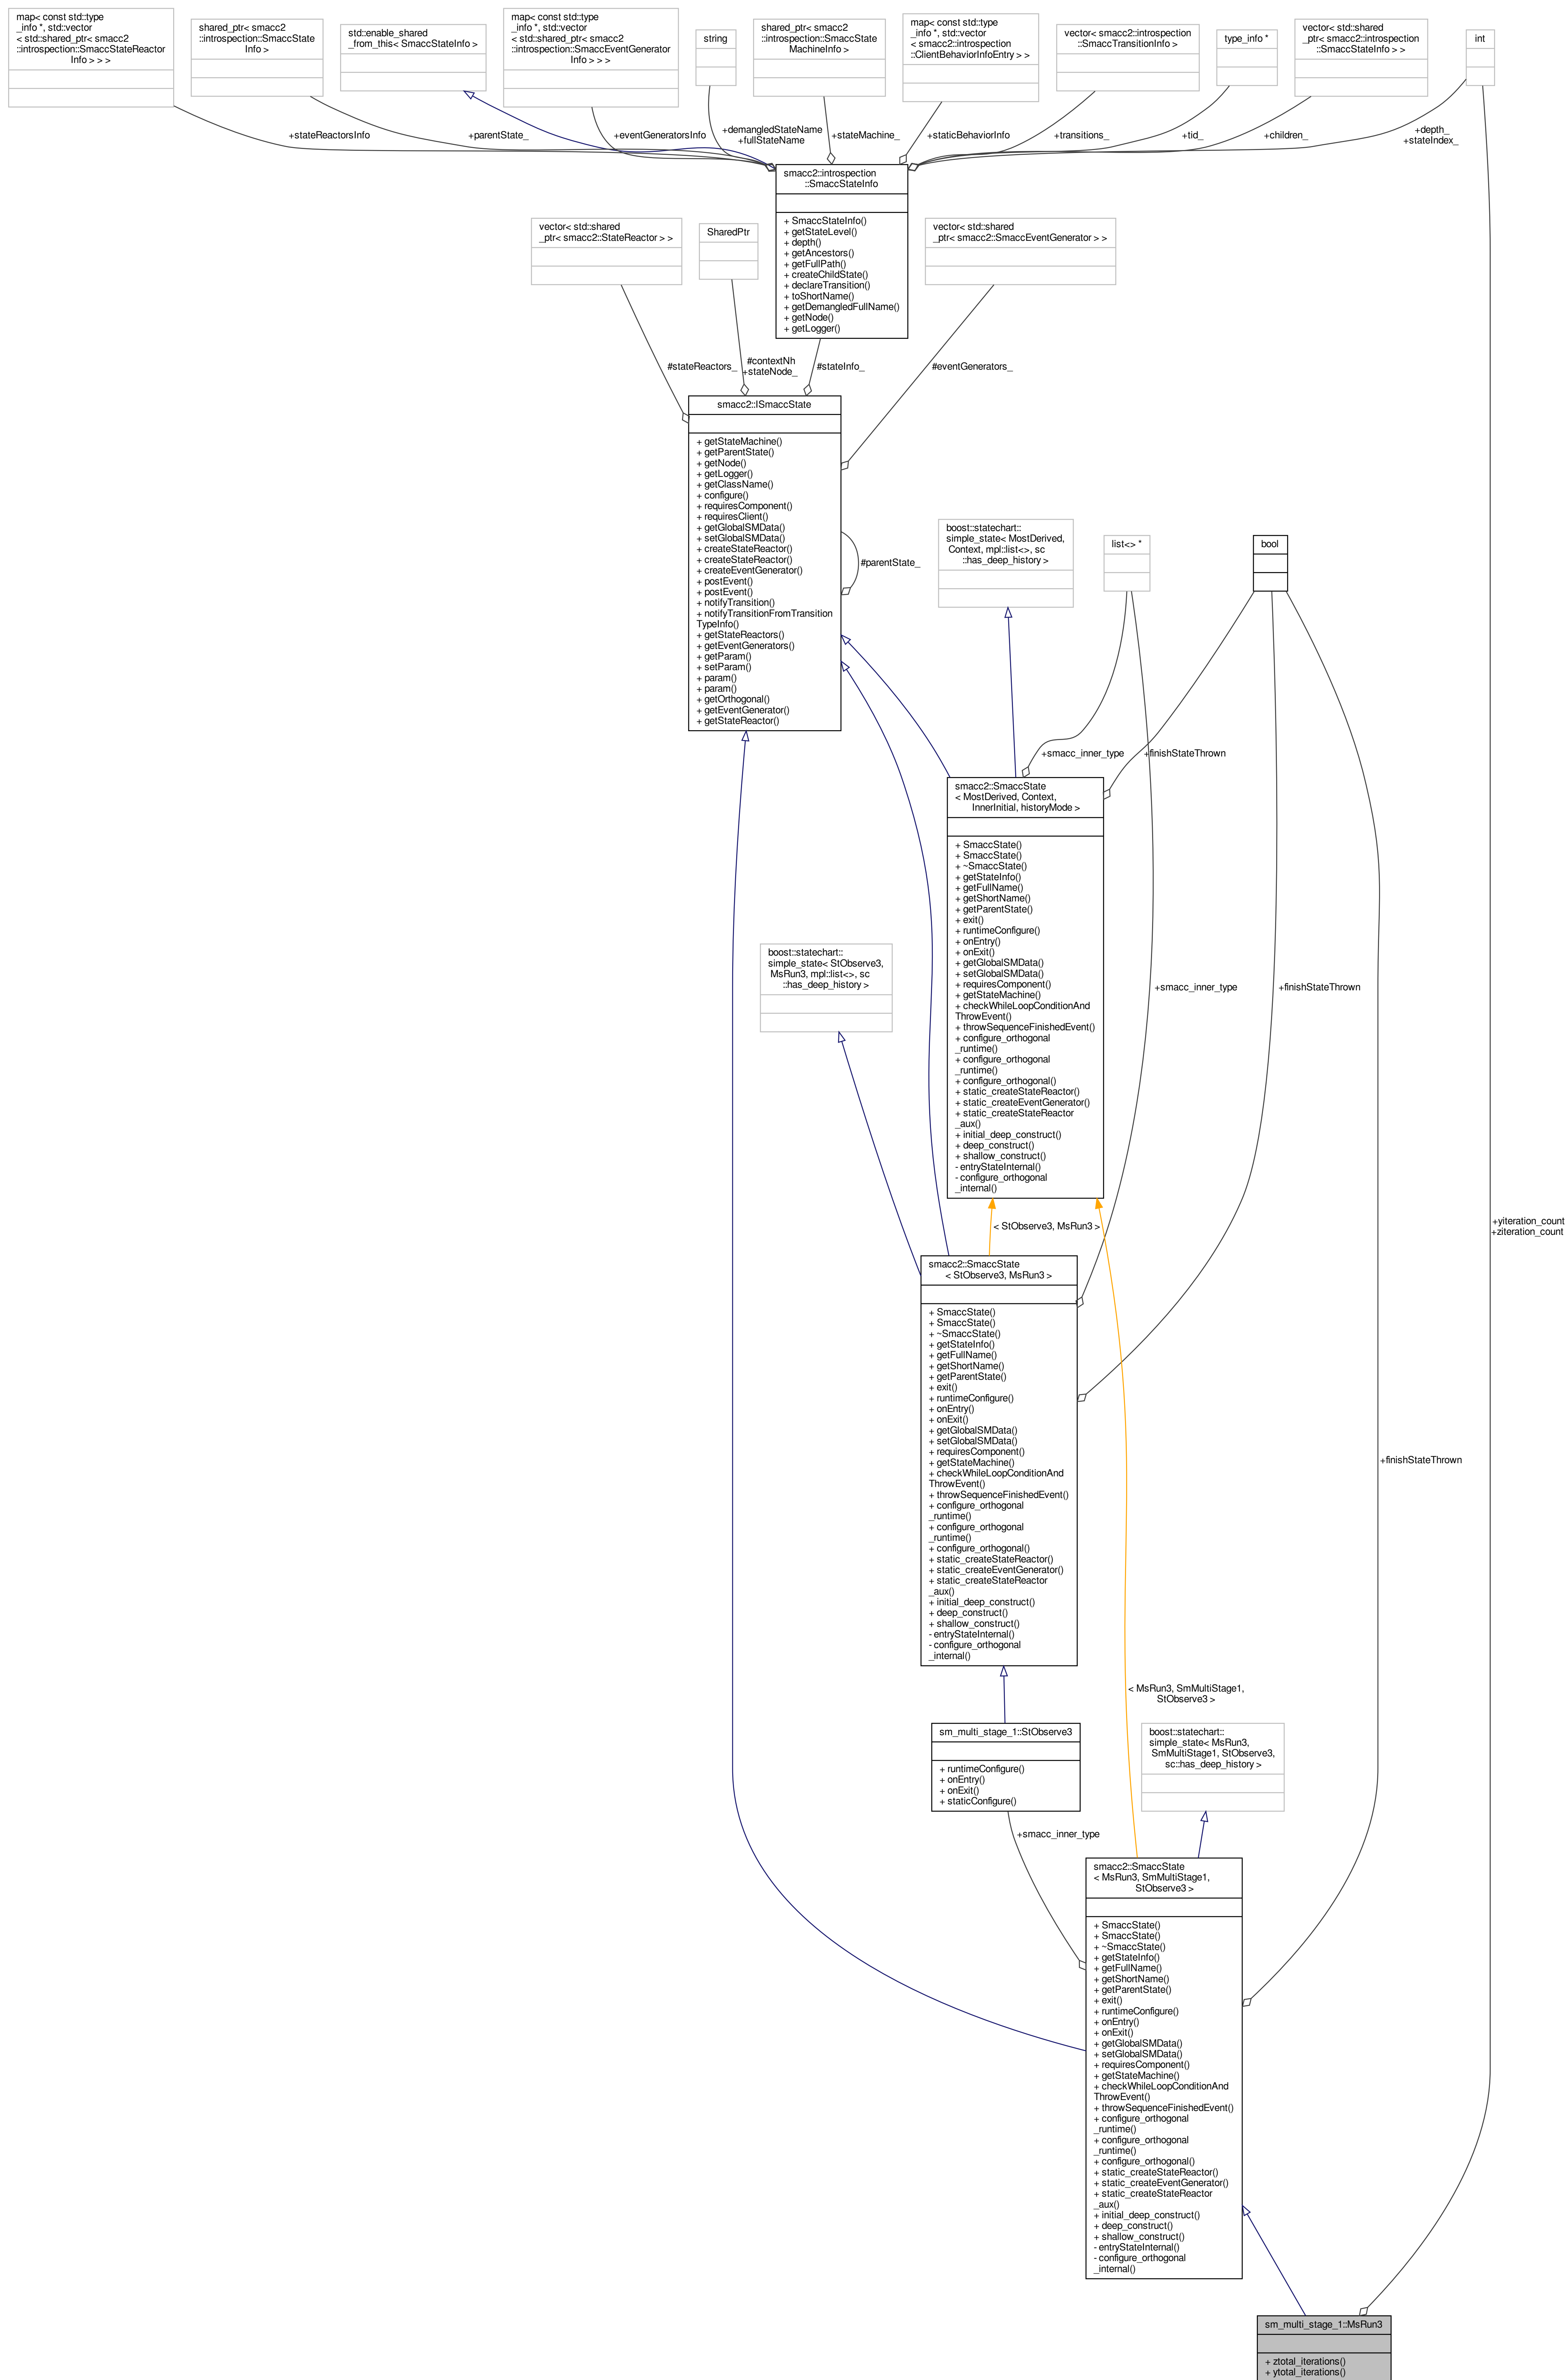 map< const std::type
_info *, std::vector
< std::shared_ptr< smacc2
::introspection::SmaccStateReactor
Info > > >
shared_ptr< smacc2
::introspection::SmaccState
Info >
std::enable_shared
_from_this< SmaccStateInfo >
map< const std::type
_info *, std::vector
< std::shared_ptr< smacc2
::introspection::SmaccEventGenerator
Info > > >
string
shared_ptr< smacc2
::introspection::SmaccState
MachineInfo >
map< const std::type
_info *, std::vector
< smacc2::introspection
::ClientBehaviorInfoEntry > >
vector< smacc2::introspection
::SmaccTransitionInfo >
type_info *
vector< std::shared
_ptr< smacc2::introspection
::SmaccStateInfo > >
int
+stateReactorsInfo
+parentState_
+eventGeneratorsInfo
+demangledStateName
+fullStateName
+stateMachine_
+staticBehaviorInfo
+transitions_
+tid_
+children_
+depth_
+stateIndex_
smacc2::introspection
::SmaccStateInfo
+ SmaccStateInfo()
+ getStateLevel()
+ depth()
+ getAncestors()
+ getFullPath()
+ createChildState()
+ declareTransition()
+ toShortName()
+ getDemangledFullName()
+ getNode()
+ getLogger()
vector< std::shared
_ptr< smacc2::StateReactor > >
SharedPtr
vector< std::shared
_ptr< smacc2::SmaccEventGenerator > >
#stateReactors_
#contextNh
+stateNode_
#stateInfo_
#eventGenerators_
smacc2::ISmaccState
+ getStateMachine()
+ getParentState()
+ getNode()
+ getLogger()
+ getClassName()
+ configure()
+ requiresComponent()
+ requiresClient()
+ getGlobalSMData()
+ setGlobalSMData()
+ createStateReactor()
+ createStateReactor()
+ createEventGenerator()
+ postEvent()
+ postEvent()
+ notifyTransition()
+ notifyTransitionFromTransition
TypeInfo()
+ getStateReactors()
+ getEventGenerators()
+ getParam()
+ setParam()
+ param()
+ param()
+ getOrthogonal()
+ getEventGenerator()
+ getStateReactor()
#parentState_
boost::statechart::
simple_state< MostDerived,
Context, mpl::list<>, sc
::has_deep_history >
list<> *
bool
+smacc_inner_type
+finishStateThrown
smacc2::SmaccState
< MostDerived, Context,
InnerInitial, historyMode >
+ SmaccState()
+ SmaccState()
+ ~SmaccState()
+ getStateInfo()
+ getFullName()
+ getShortName()
+ getParentState()
+ exit()
+ runtimeConfigure()
+ onEntry()
+ onExit()
+ getGlobalSMData()
+ setGlobalSMData()
+ requiresComponent()
+ getStateMachine()
+ checkWhileLoopConditionAnd
ThrowEvent()
+ throwSequenceFinishedEvent()
+ configure_orthogonal
_runtime()
+ configure_orthogonal
_runtime()
+ configure_orthogonal()
+ static_createStateReactor()
+ static_createEventGenerator()
+ static_createStateReactor
_aux()
+ initial_deep_construct()
+ deep_construct()
+ shallow_construct()
- entryStateInternal()
- configure_orthogonal
_internal()
boost::statechart::
simple_state< StObserve3,
MsRun3, mpl::list<>, sc
::has_deep_history >
+smacc_inner_type
+finishStateThrown
< StObserve3, MsRun3 >
+yiteration_count
+ziteration_count
smacc2::SmaccState
< StObserve3, MsRun3 >
+ SmaccState()
+ SmaccState()
+ ~SmaccState()
+ getStateInfo()
+ getFullName()
+ getShortName()
+ getParentState()
+ exit()
+ runtimeConfigure()
+ onEntry()
+ onExit()
+ getGlobalSMData()
+ setGlobalSMData()
+ requiresComponent()
+ getStateMachine()
+ checkWhileLoopConditionAnd
ThrowEvent()
+ throwSequenceFinishedEvent()
+ configure_orthogonal
_runtime()
+ configure_orthogonal
_runtime()
+ configure_orthogonal()
+ static_createStateReactor()
+ static_createEventGenerator()
+ static_createStateReactor
_aux()
+ initial_deep_construct()
+ deep_construct()
+ shallow_construct()
- entryStateInternal()
- configure_orthogonal
_internal()
+finishStateThrown
< MsRun3, SmMultiStage1,
StObserve3 >
sm_multi_stage_1::StObserve3
+ runtimeConfigure()
+ onEntry()
+ onExit()
+ staticConfigure()
boost::statechart::
simple_state< MsRun3,
SmMultiStage1, StObserve3,
sc::has_deep_history >
+smacc_inner_type
smacc2::SmaccState
< MsRun3, SmMultiStage1,
StObserve3 >
+ SmaccState()
+ SmaccState()
+ ~SmaccState()
+ getStateInfo()
+ getFullName()
+ getShortName()
+ getParentState()
+ exit()
+ runtimeConfigure()
+ onEntry()
+ onExit()
+ getGlobalSMData()
+ setGlobalSMData()
+ requiresComponent()
+ getStateMachine()
+ checkWhileLoopConditionAnd
ThrowEvent()
+ throwSequenceFinishedEvent()
+ configure_orthogonal
_runtime()
+ configure_orthogonal
_runtime()
+ configure_orthogonal()
+ static_createStateReactor()
+ static_createEventGenerator()
+ static_createStateReactor
_aux()
+ initial_deep_construct()
+ deep_construct()
+ shallow_construct()
- entryStateInternal()
- configure_orthogonal
_internal()
sm_multi_stage_1::MsRun3
+ ztotal_iterations()
+ ytotal_iterations()